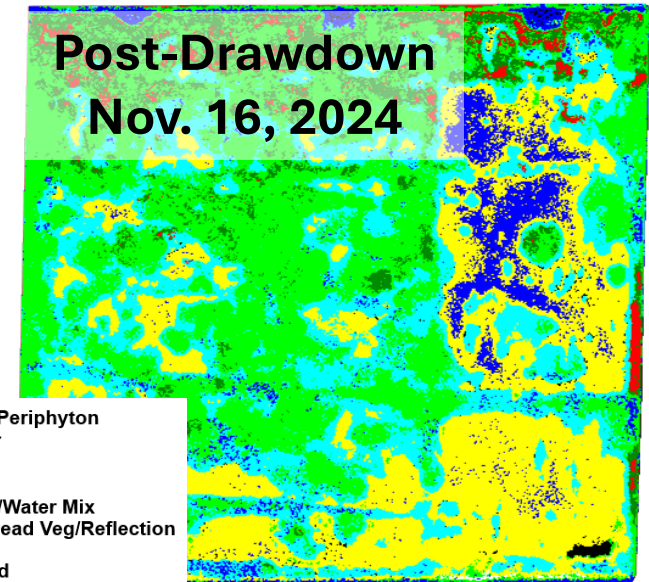 Post-Drawdown
Nov. 16, 2024
Periphyton
/Water Mix
ead Veg/Reflection
d